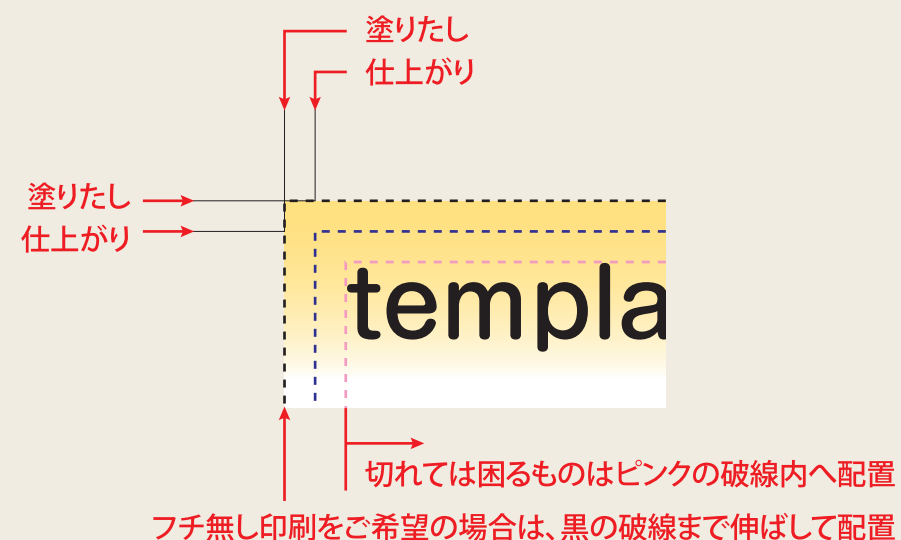 塗りたし
仕上がり
塗りたし
仕上がり
templa
切れては困るものはピンクの破線内へ配置
フチ無し印刷をご希望の場合は、黒の破線まで伸ばして配置